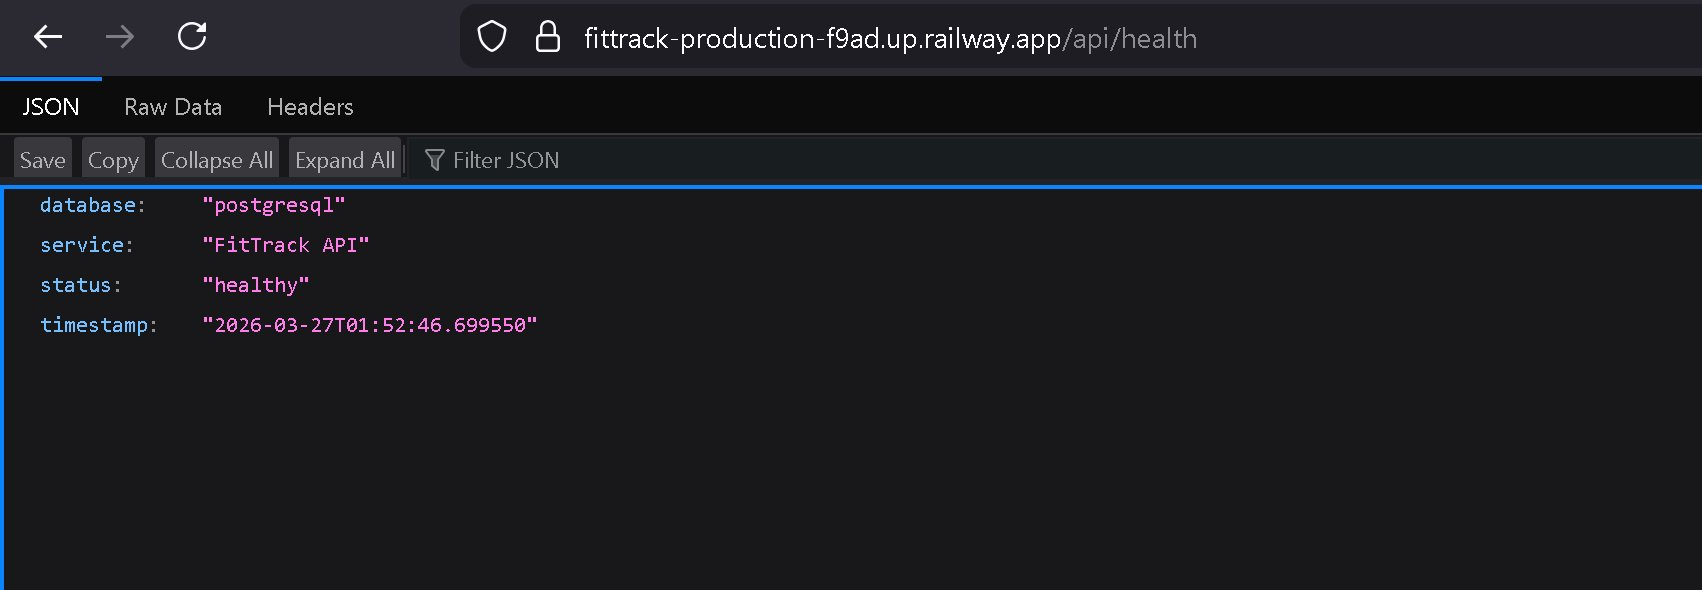 fittrack-production-f9ad.up.railway.app/api/health
JSON Raw Data Headers
Save Copy Collapse All Expand All Filter JSON
database: "postgresql"
service: "FitTrack API"
status: "healthy"
timestamp: "2026-03-27T01:52:46.699550"